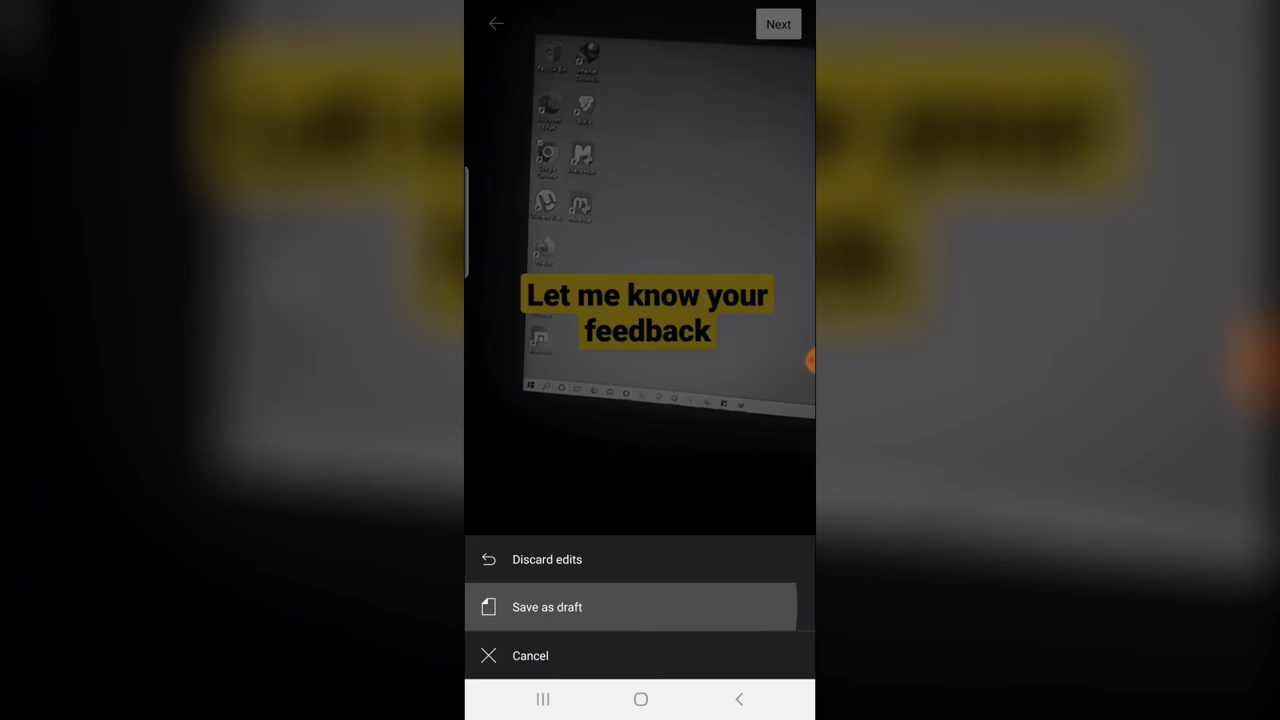 Next
Let me know your
feedback
Discard edits
Save as draft
Cancel